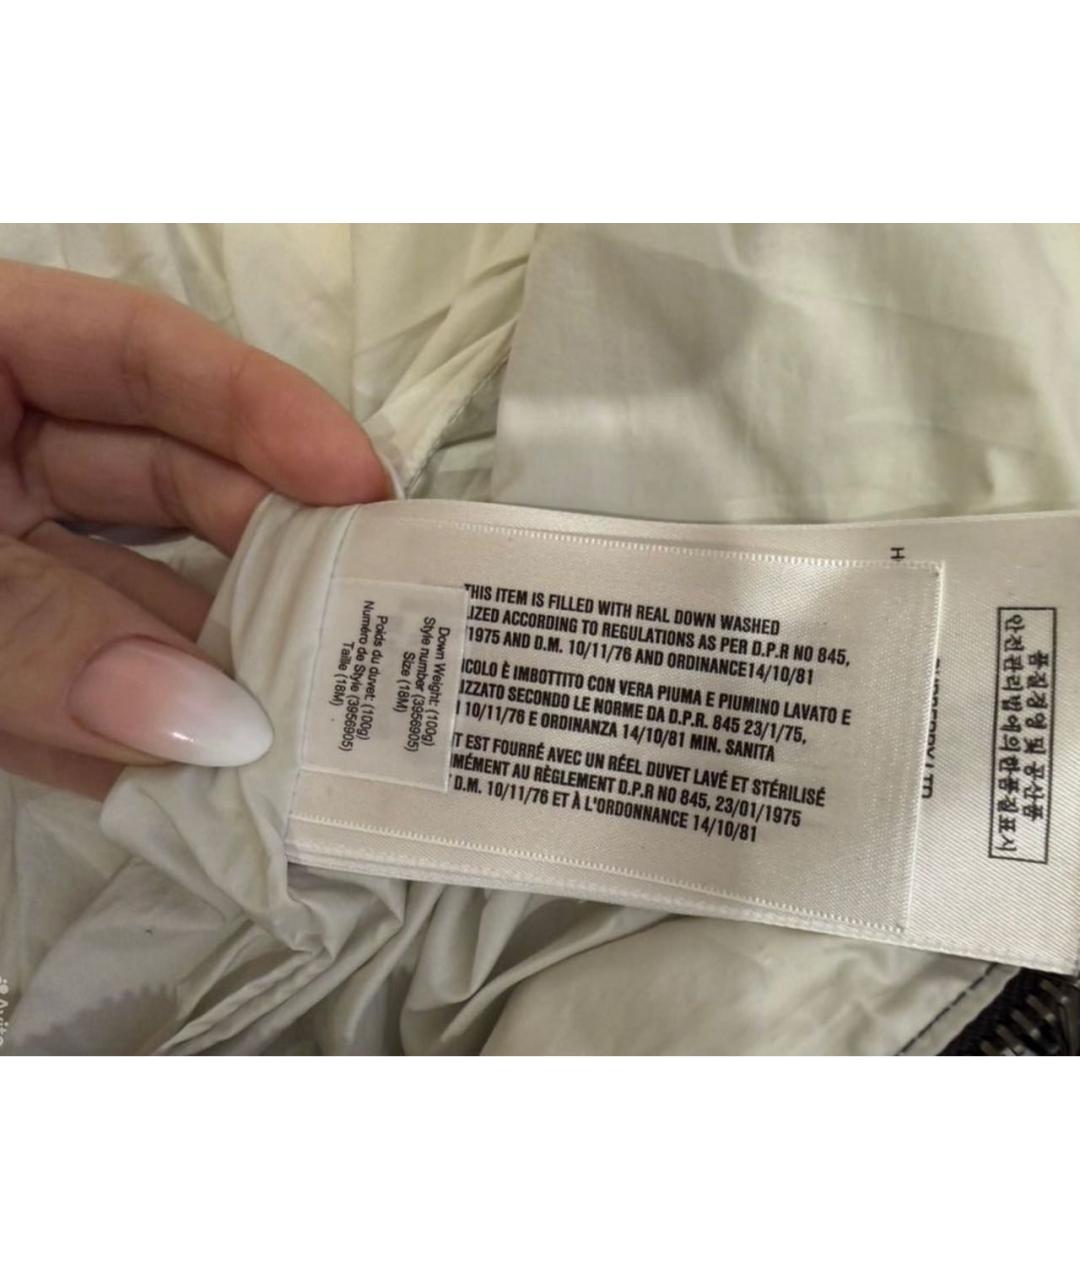 THIS ITEM IS FILLED WITH REAL DOWN WASHED
IZED ACCORDING TO REGULATIONS AS PER D.P.R NO 845,
1975 AND D.M. 10/11/76 AND ORDINANCE14/10/81
ICOLO È IMBOTTITO CON VERA PIUMA E PIUMINO LAVATO E
IZZATO SECONDO LE NORME DA D.P.R. 845 23/1/75,
10/11/76 E ORDINANZA 14/10/81 MIN. SANITA
T EST FOURRÉ AVEC UN RÉEL DUVET LAVÉ ET STÉRILISÉ
MÉMENT AU RÈGLEMENT D.P.R NO 845, 23/01/1975
D.M. 10/11/76 ET À L'ORDONNANCE 14/10/81
Down Weight: (100g)
Style number (3956905)
Size (18M)
Poids du duvet: (100g)
Numéro de Style (3956905)
Taille (18M)
H
LTD
품질경영 및 공산품
안전관리법에의한품질표시
Avito